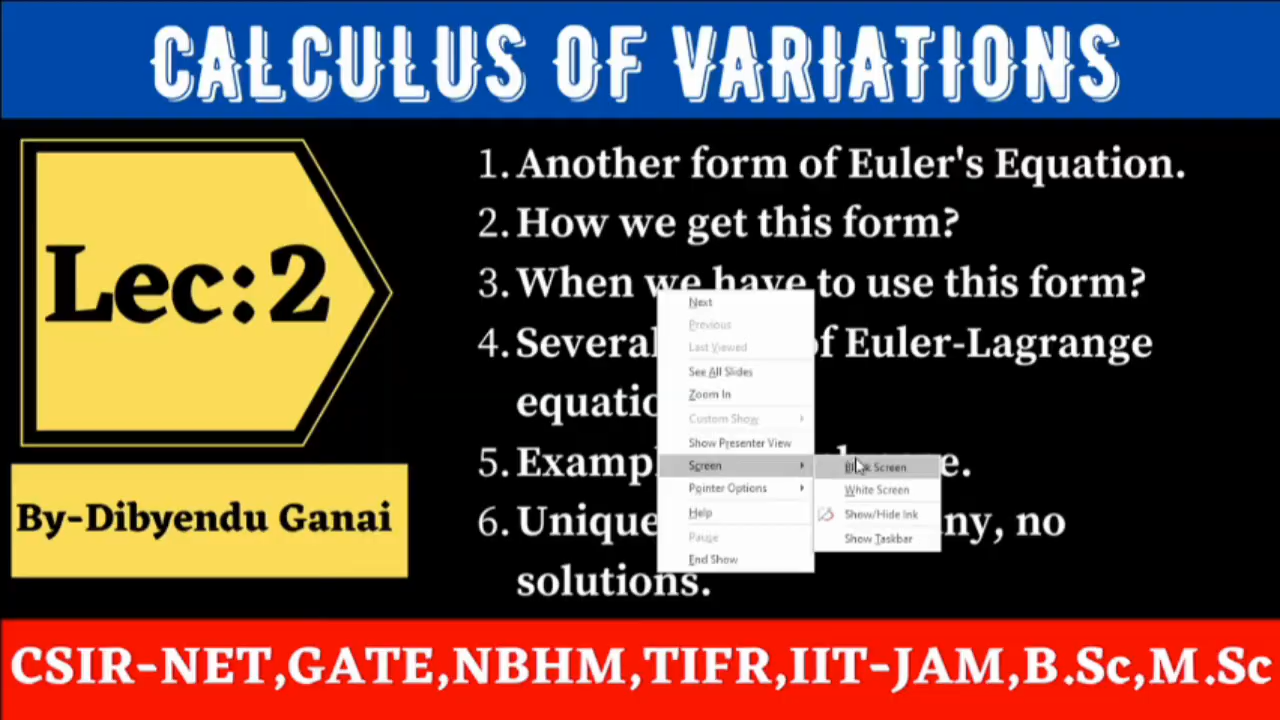 CALCULUS OF VARIATIONS
Lec:2
By-Dibyendu Ganai
1. Another form of Euler's Equation.
2. How we get this form?
3. When we have to use this form?
4. Several of Euler-Lagrange
equatio
5. Examp e.
6. Unique ny, no
solutions.
Next
Previous
Last Viewed
See All Slides
Zoom In
Custom Show
Show Presenter View
Screen
Pointer Options
Help
Pause
End Show
Black Screen
White Screen
Show/Hide Ink
Show Taskbar
CSIR-NET,GATE,NBHM,TIFR,IIT-JAM,B.Sc,M.Sc